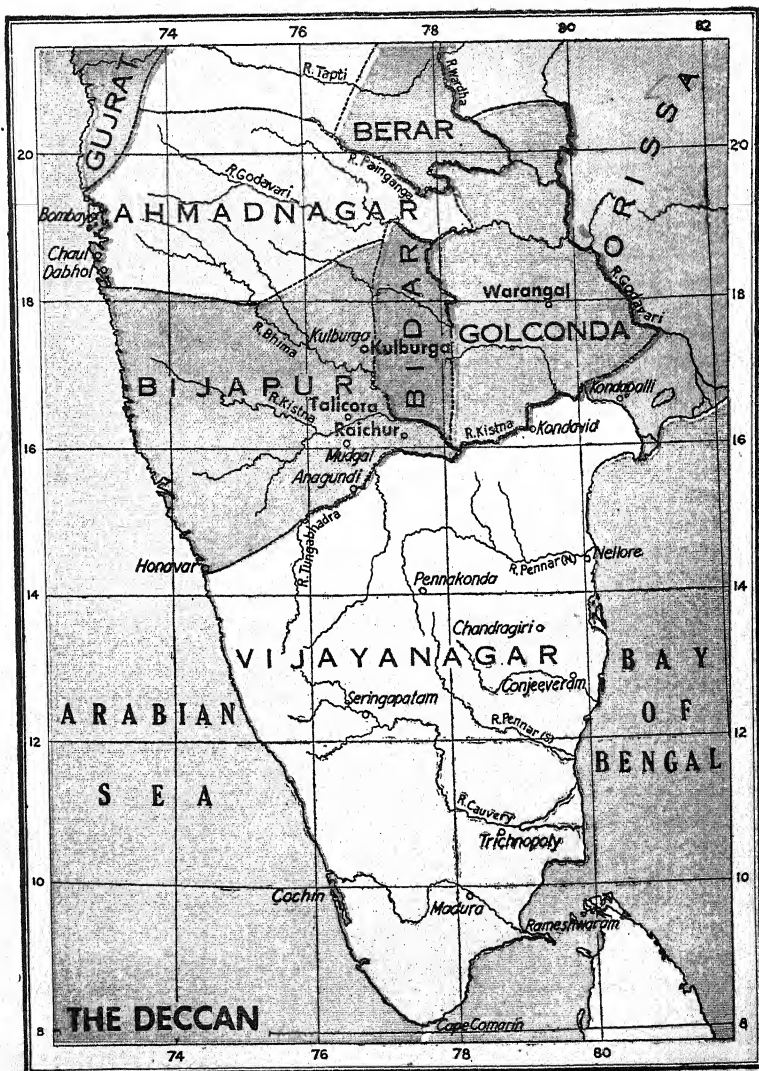 74 76 78 80 82
R.Tapti
R.Wardha
GUJRAT
BERAR
ORISSA
20 20
R.Painganga
R.Godavari
Bombay
AHMADNAGAR
Chaul
Dabhol
BIDAR
R.Godavari
Warangal
18 18
GOLCONDA
Kulburga
R.Bhima
Kulburga
BIJAPUR
Kondapalli
R.Kistna
Talicora
Raichur
R.Kistna
Kondavid
16 16
Mudgal
Anagundi
R.Tungabhadra
Honavar
R.Pennar(N)
Nellore
14 14
Pennakonda
Chandragiri
VIJAYANAGAR
Conjeeveram
BAY
OF
BENGAL
ARABIAN
SEA
Seringapatam
R.Pennar(S)
12 12
R.Cauvery
Trichnopoly
10 10
Cochin
Madura
Rameshwaram
THE DECCAN
Cape Comarin
8 8
74 76 78 80